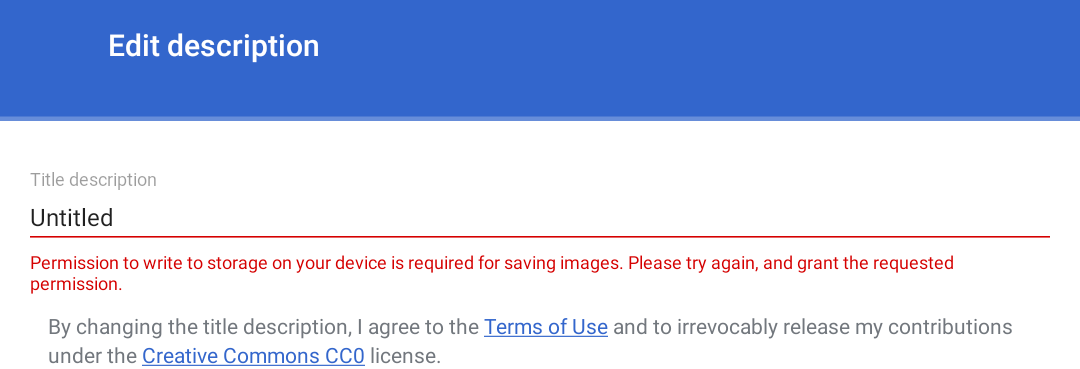 Edit description
Title description
Untitled
Permission to write to storage on your device is required for saving images. Please try again, and grant the requested
permission.
By changing the title description, I agree to the Terms of Use and to irrevocably release my contributions
under the Creative Commons CC0 license.